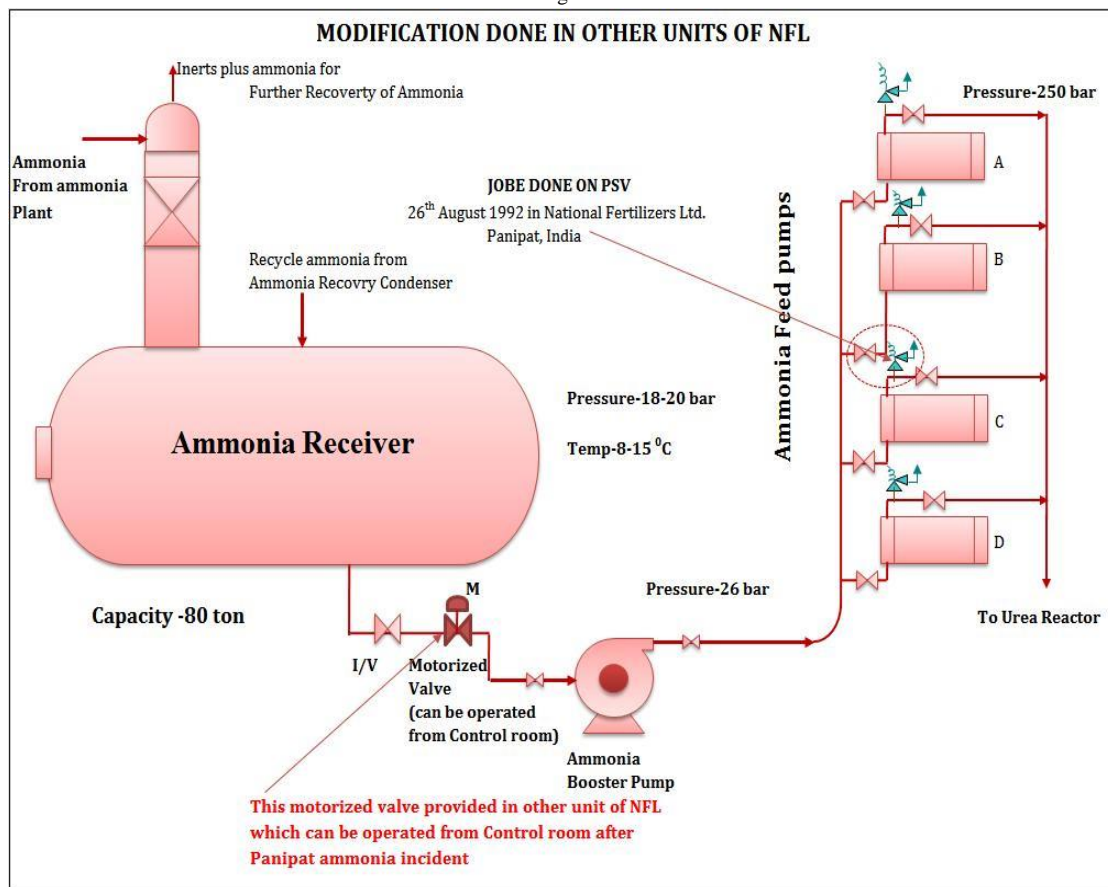 MODIFICATION DONE IN OTHER UNITS OF NFL
Inerts plus ammonia for
Further Recoverty of Ammonia
Ammonia
From ammonia
Plant
Recycle ammonia from
Ammonia Recovry Condenser
JOBE DONE ON PSV
26th August 1992 in National Fertilizers Ltd.
Panipat, India
Pressure-250 bar
A
B
C
D
Ammonia Feed pumps
Ammonia Receiver
Pressure-18-20 bar
Temp-8-15 0C
Capacity -80 ton
I/V
M
Motorized
Valve
(can be operated
from Control room)
Pressure-26 bar
Ammonia
Booster Pump
To Urea Reactor
This motorized valve provided in other unit of NFL
which can be operated from Control room after
Panipat ammonia incident